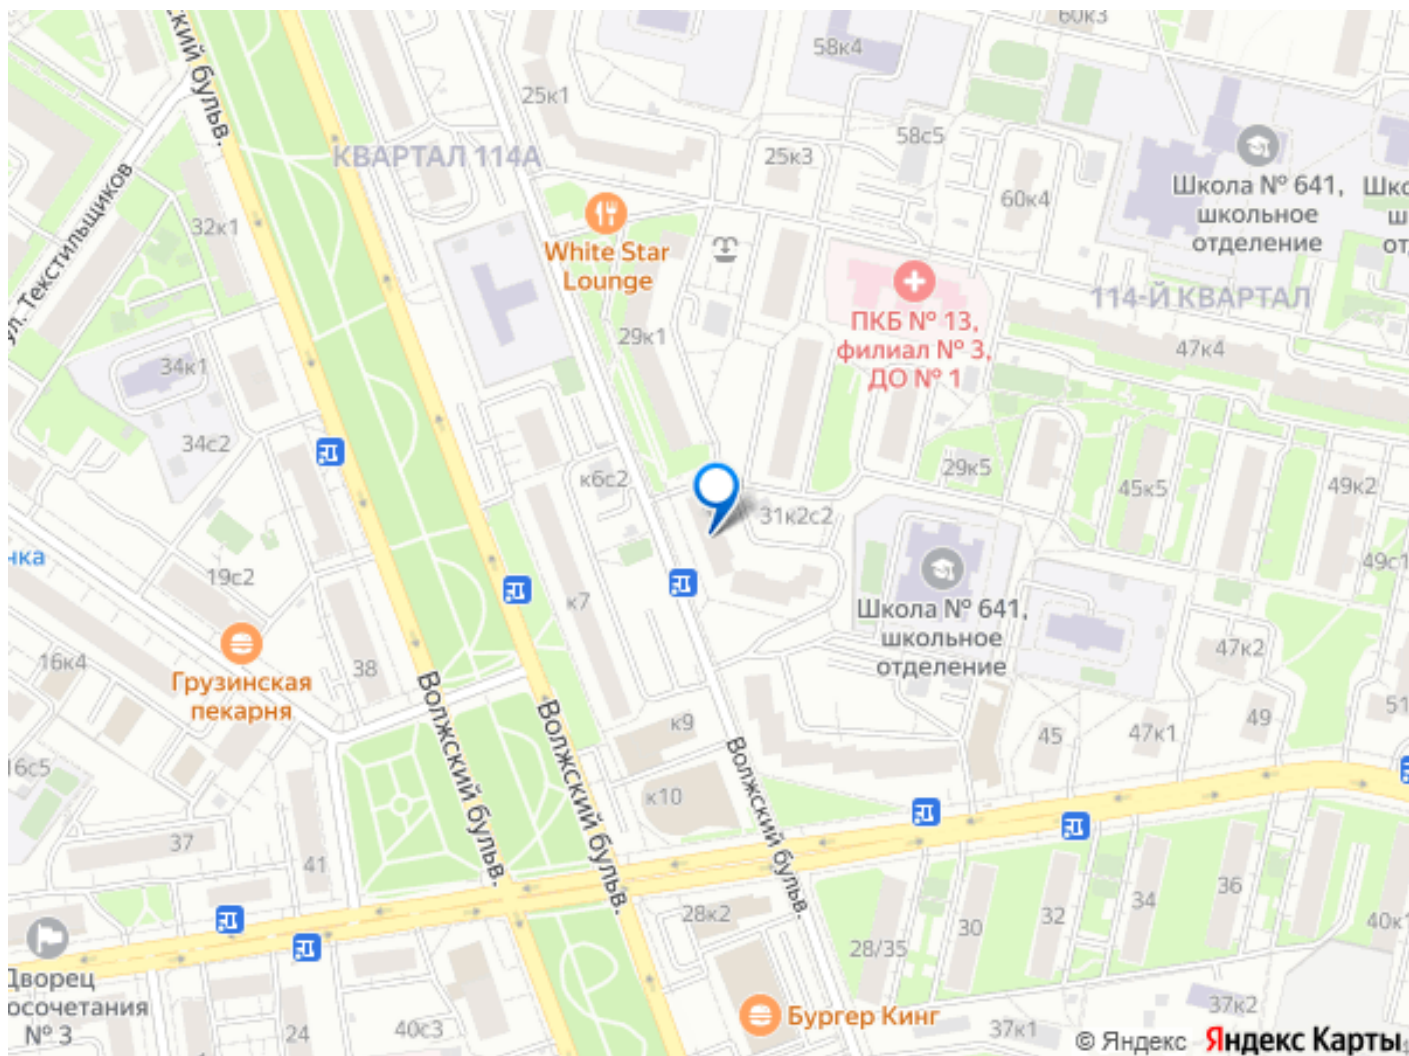 60к3
58к4
ский бульв.
25к1
58с5
КВАРТАЛ 114А
25к3
Школа № 641,
школьное
отделение
Шко
ш
от
60к4
ул. Текстильщиков
32к1
White Star
Lounge
114-Й КВАРТАЛ
ПКБ № 13,
филиал № 3,
ДО № 1
29к1
47к4
34к1
34с2
к6с2
29к5
45к5
49к2
31к2с2
чка
49с1
19с2
к7
Школа № 641,
школьное
отделение
47к2
16к4
38
Грузинская
пекарня
Волжский бульв.
Волжский бульв.
к9
45
47к1
49
51
16с5
Волжский бульв.
к10
37
41
28к2
36
34
32
30
40к1
28/35
Дворец
осочетания
№ 3
24
40с3
Бургер Кинг
37к1
37к2
© Яндекс Яндекс Карты